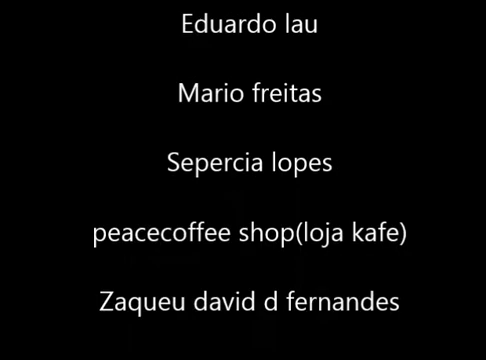 Eduardo lau
Mario freitas
Sepercia lopes
peacecoffee shop(loja kafe)
Zaqueu david d fernandes